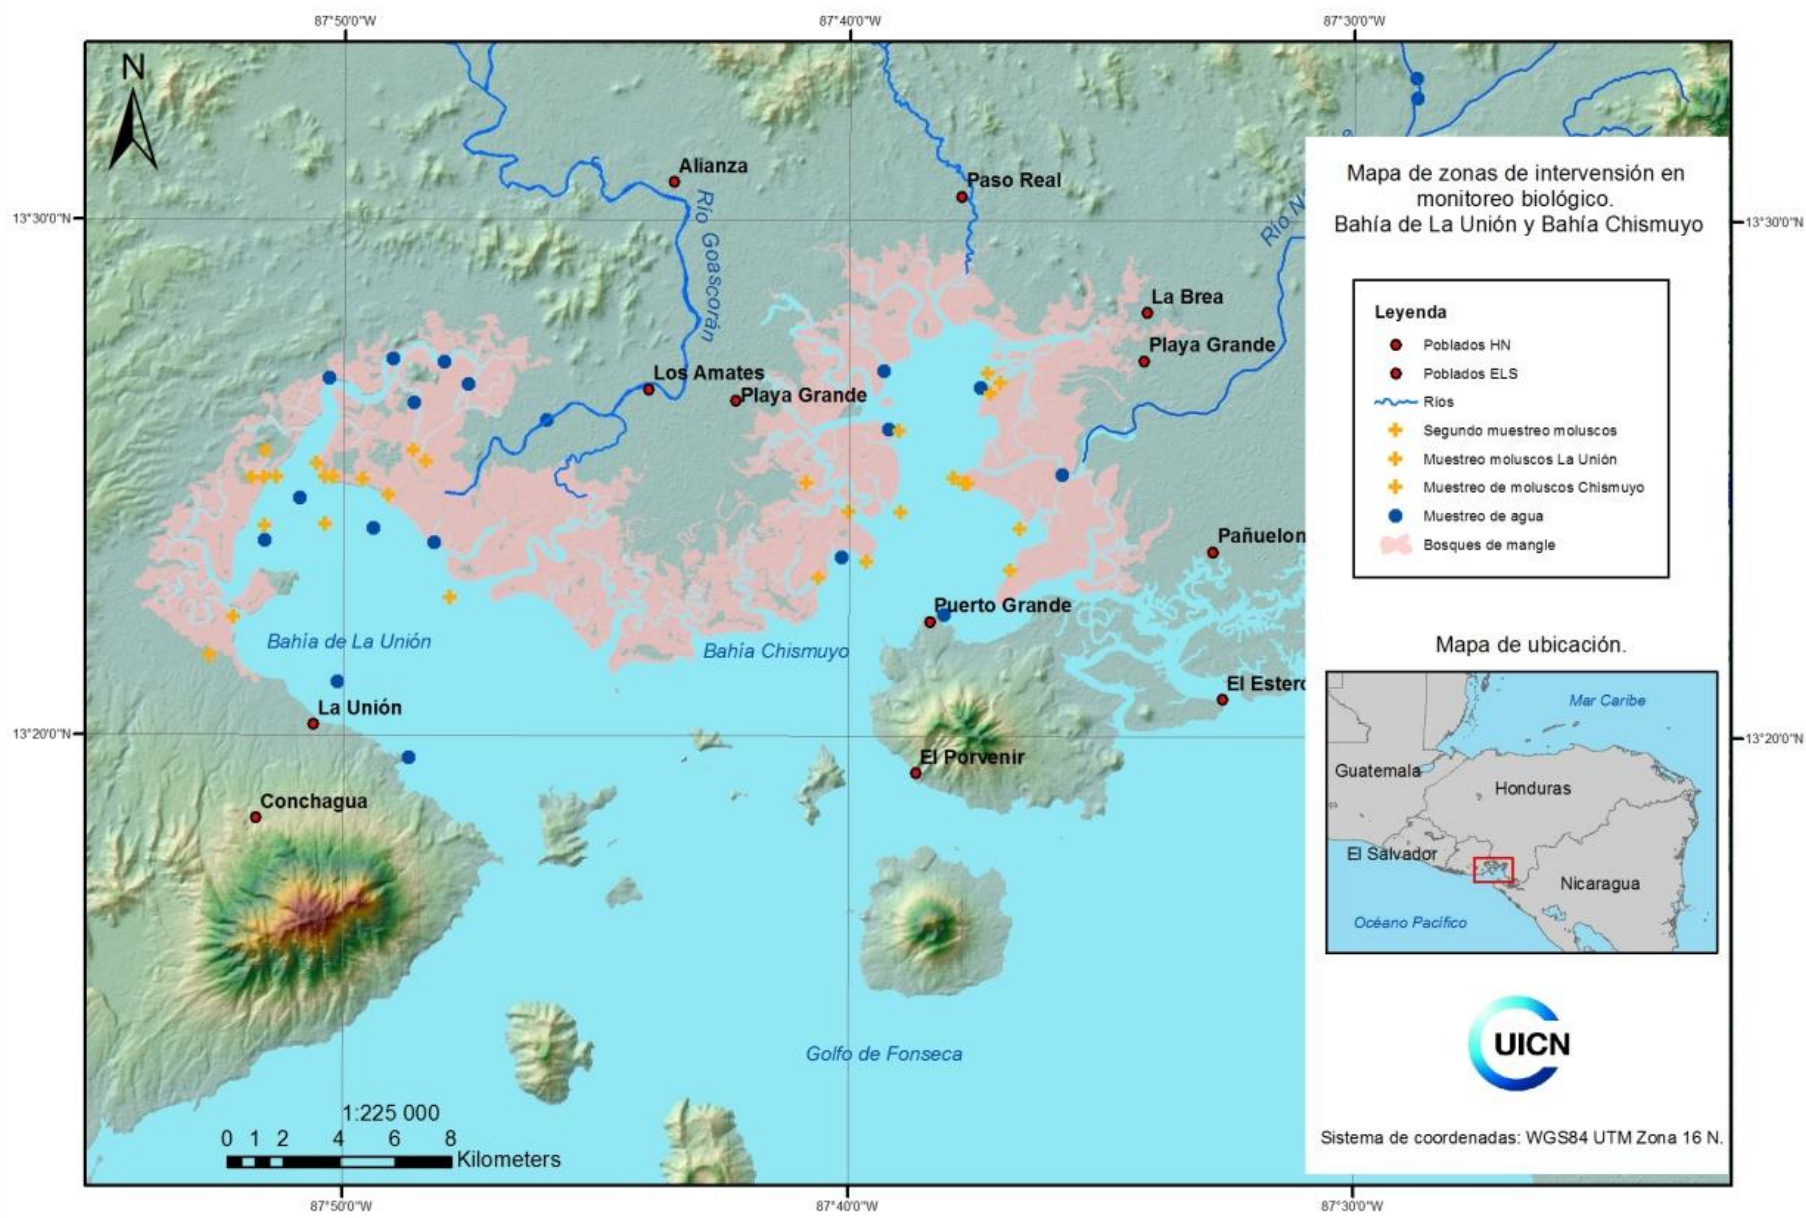 87°50'0"W
87°40'0"W
87°30'0"W
N
Alianza
Paso Real
13°30'0"N
13°30'0"N
Río Goascorán
Río N
La Brea
Playa Grande
Los Amates
Playa Grande
Pañuelon
Puerto Grande
Bahía de La Unión
Bahía Chismuyo
El Estero
La Unión
13°20'0"N
13°20'0"N
El Porvenir
Conchagua
Golfo de Fonseca
1:225 000
0 1 2 4 6 8
Kilometers
87°50'0"W
87°40'0"W
87°30'0"W
Mapa de zonas de intervensión en
monitoreo biológico.
Bahía de La Unión y Bahía Chismuyo
Leyenda
Poblados HN
Poblados ELS
Rios
Segundo muestreo moluscos
Muestreo moluscos La Unión
Muestreo de moluscos Chismuyo
Muestreo de agua
Bosques de mangle
Mapa de ubicación.
Mar Caribe
Guatemala
Honduras
El Salvador
Nicaragua
Océano Pacifico
UICN
Sistema de coordenadas: WGS84 UTM Zona 16 N.